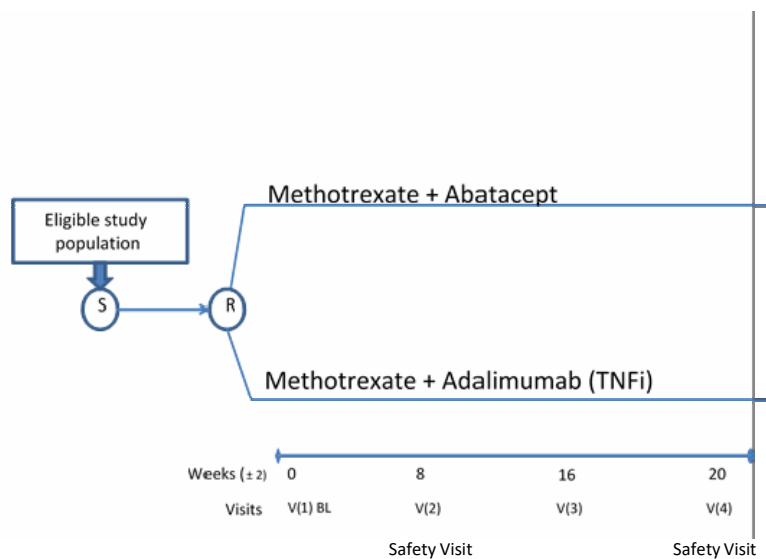 Methotrexate + Abatacept
Eligible study
population
S
R
Methotrexate + Adalimumab (TNFi)
Weeks (± 2) 0 8 16 20
Visits V(1) BL V(2) V(3) V(4)
Safety Visit Safety Visit